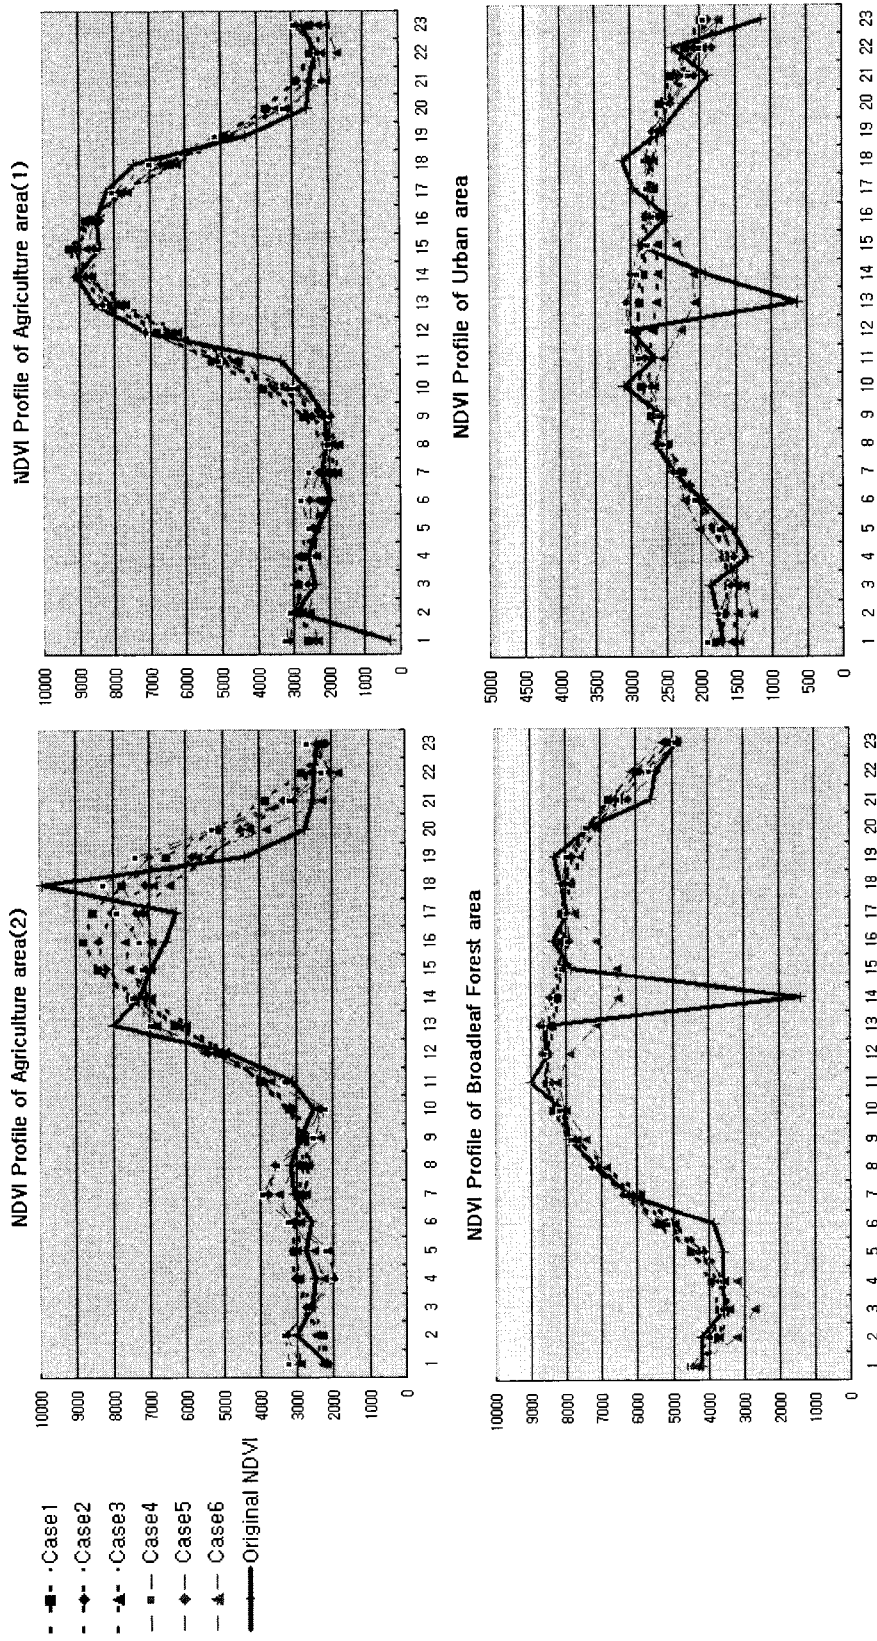 Case1
Case2
Case3
Case4
Case5
Case6
Original NDVI
NDVI Profile of Agriculture area(2)
10000
9000
8000
7000
6000
5000
4000
3000
2000
1000
0
1 2 3 4 5 6 7 8 9 10 11 12 13 14 15 16 17 18 19 20 21 22 23
NDVI Profile of Agriculture area(1)
10000
9000
8000
7000
6000
5000
4000
3000
2000
1000
0
1 2 3 4 5 6 7 8 9 10 11 12 13 14 15 16 17 18 19 20 21 22 23
NDVI Profile of Broadleaf Forest area
10000
9000
8000
7000
6000
5000
4000
3000
2000
1000
0
1 2 3 4 5 6 7 8 9 10 11 12 13 14 15 16 17 18 19 20 21 22 23
NDVI Profile of Urban area
5000
4500
4000
3500
3000
2500
2000
1500
1000
500
0
1 2 3 4 5 6 7 8 9 10 11 12 13 14 15 16 17 18 19 20 21 22 23